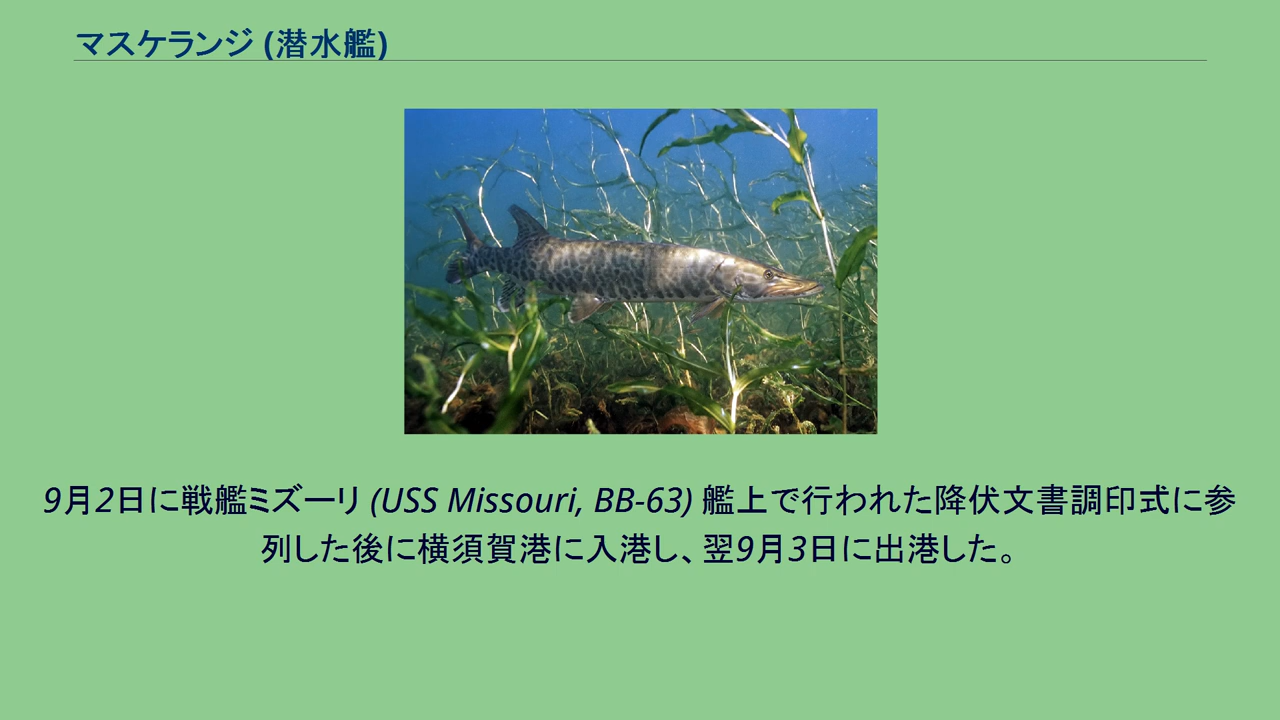 マスケランジ (潜水艦)
9月2日に戦艦ミズーリ (USS Missouri, BB-63) 艦上で行われた降伏文書調印式に参
列した後に横須賀港に入港し、翌9月3日に出港した。